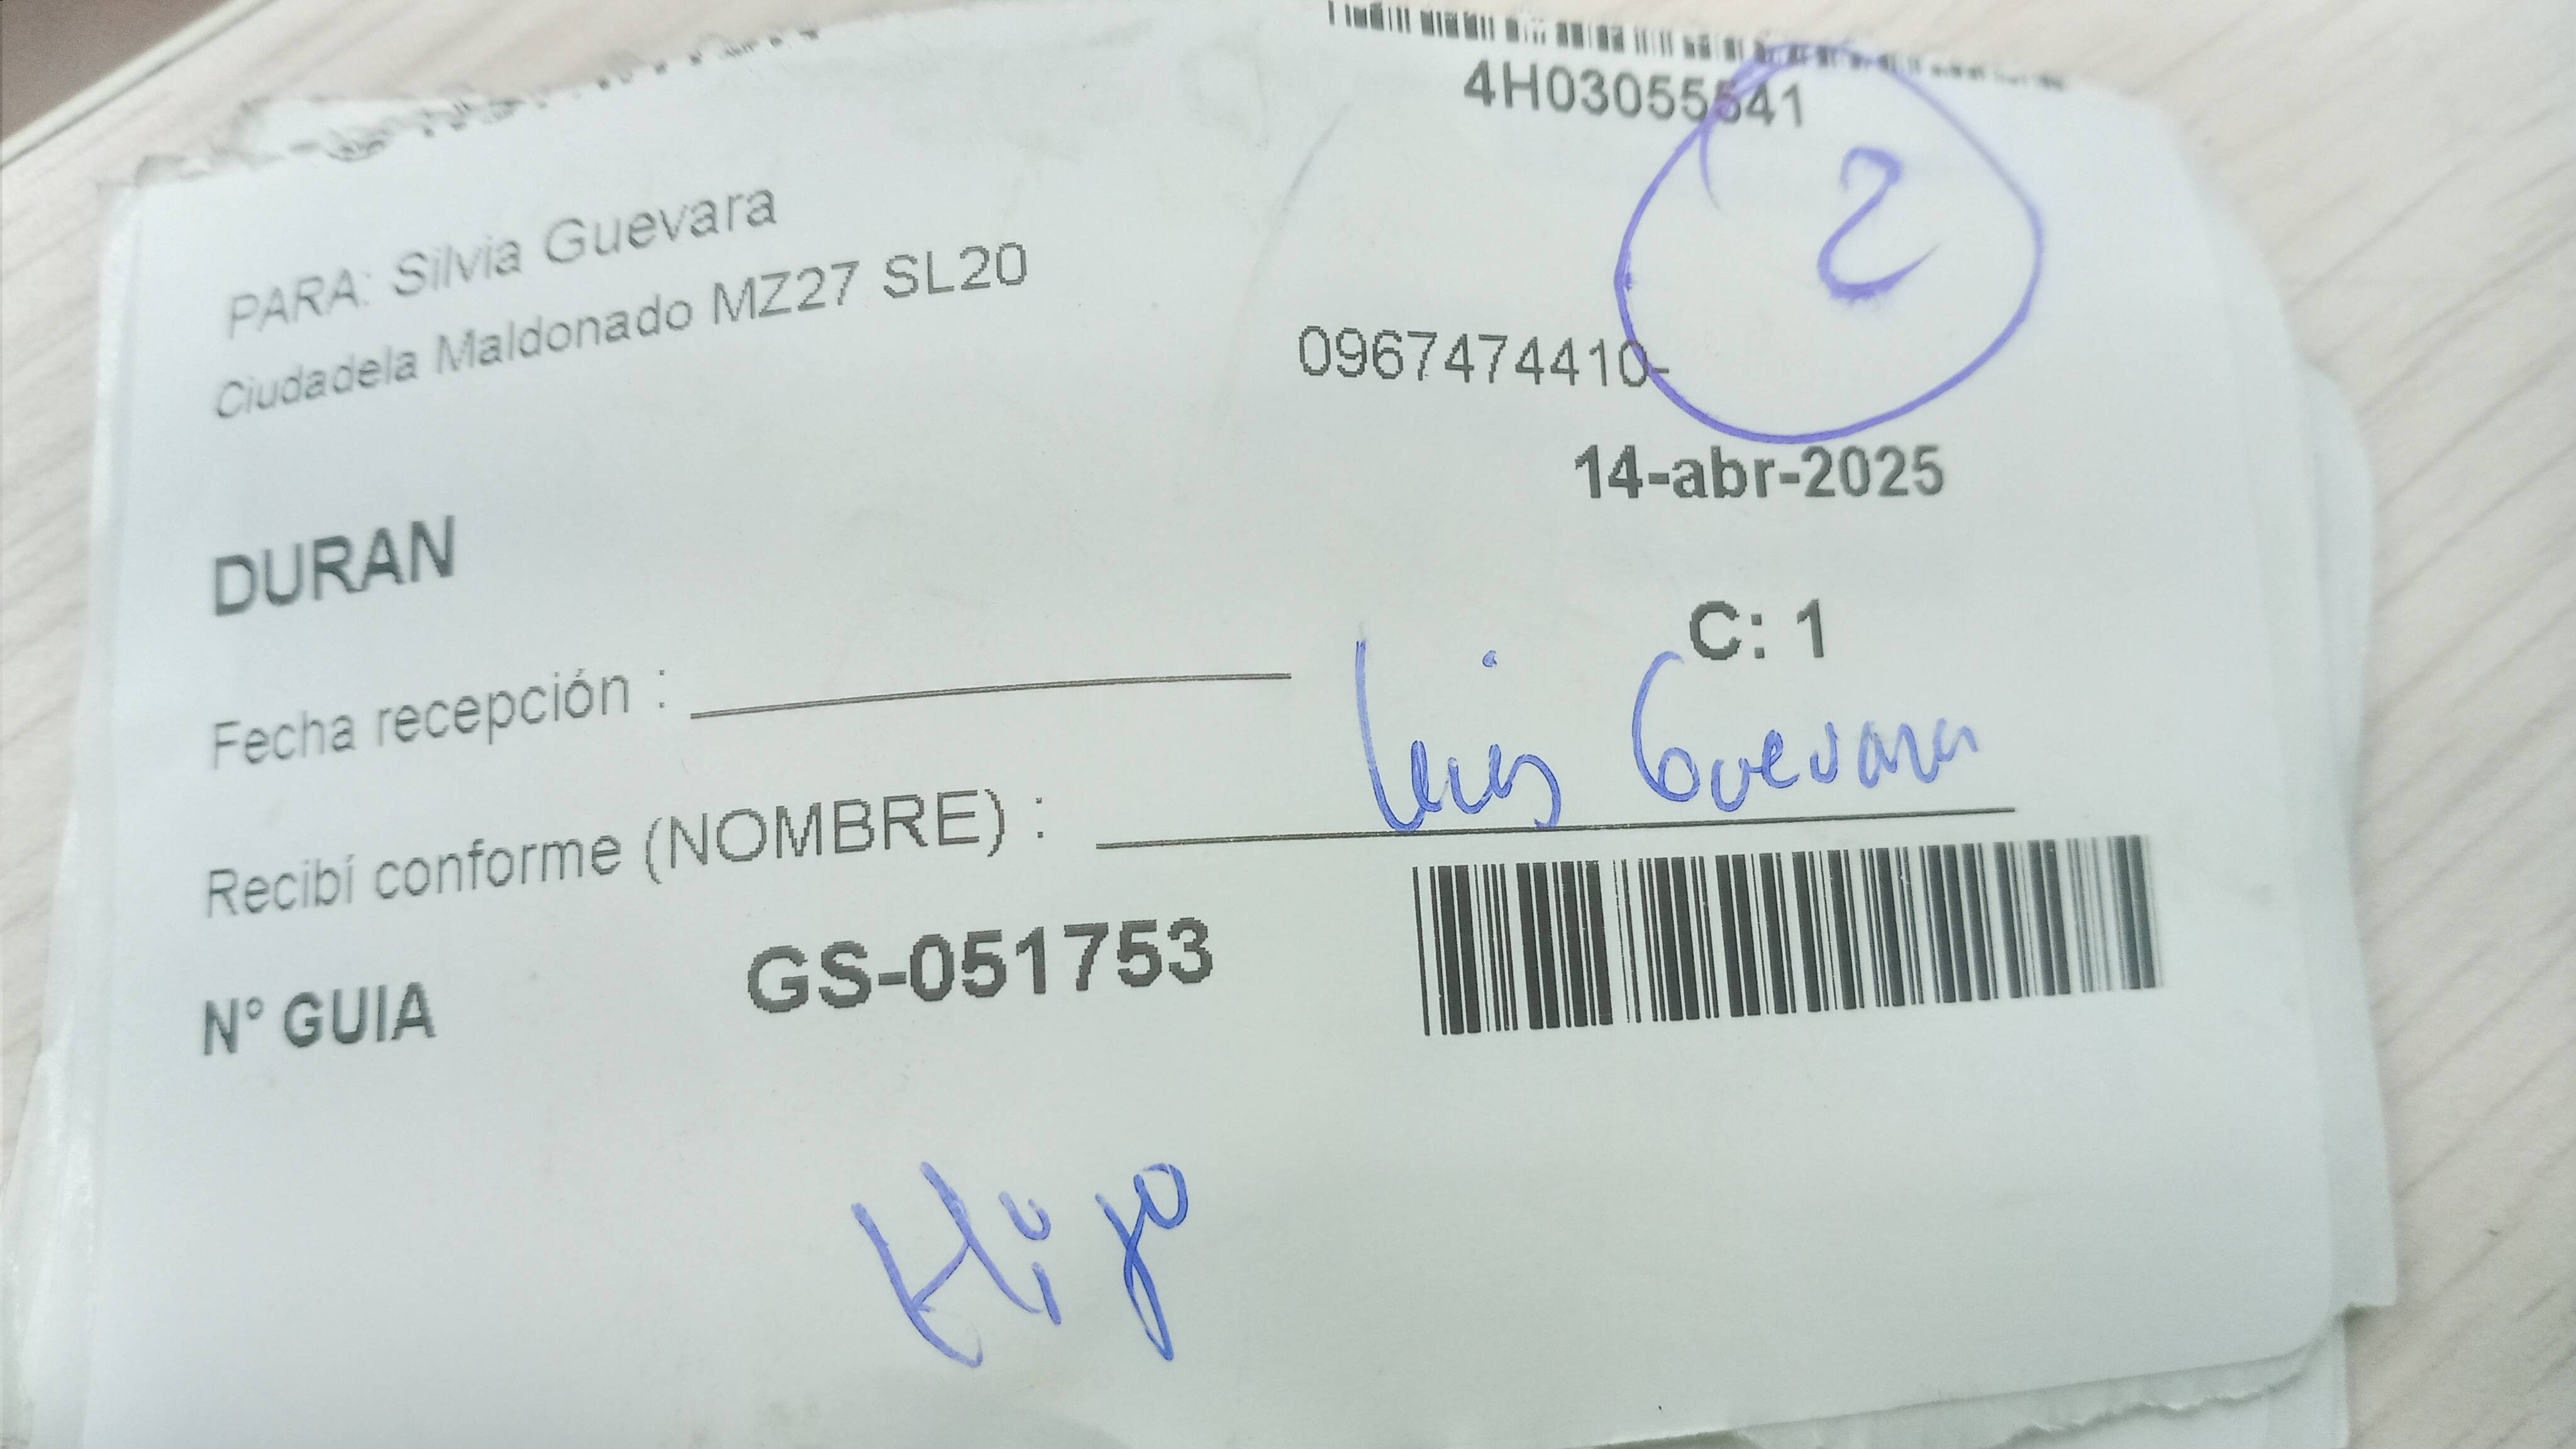 4H03055541
2
PARA: Silvia Guevara
Ciudadela Maldonado MZ27 SL20
0967474410-
14-abr-2025
DURAN
C: 1
Fecha recepción :
Recibí conforme (NOMBRE) : Luis Guevara
N° GUIA GS-051753
Hijo